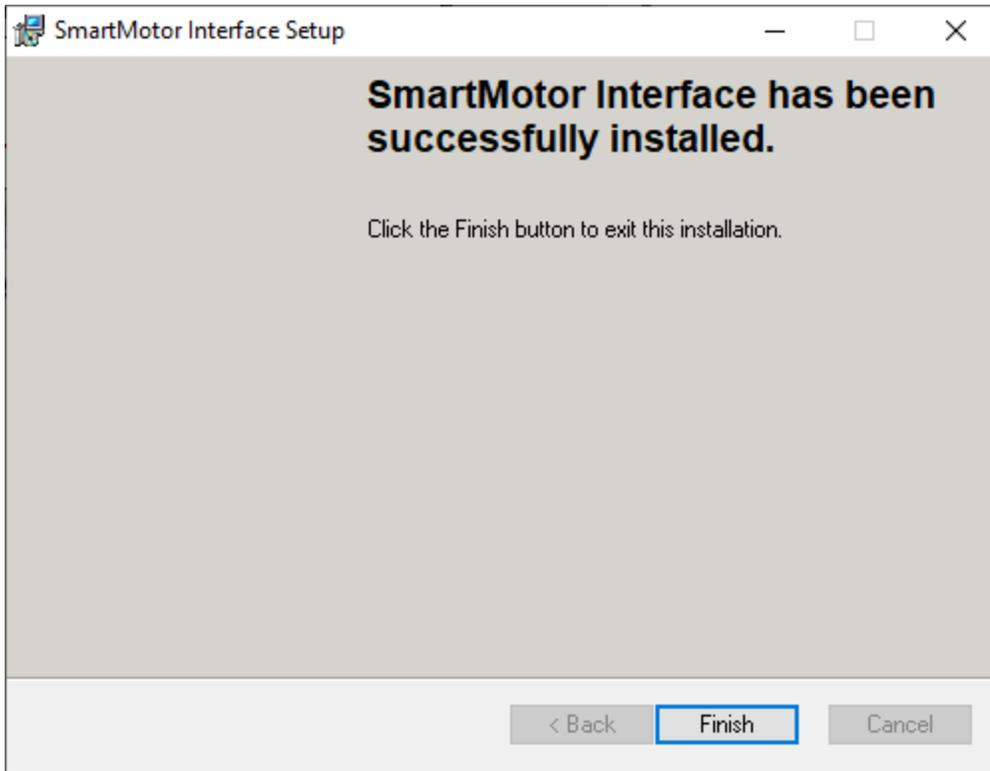 SmartMotor Interface Setup
SmartMotor Interface has been
successfully installed.
Click the Finish button to exit this installation.
< Back
Finish
Cancel